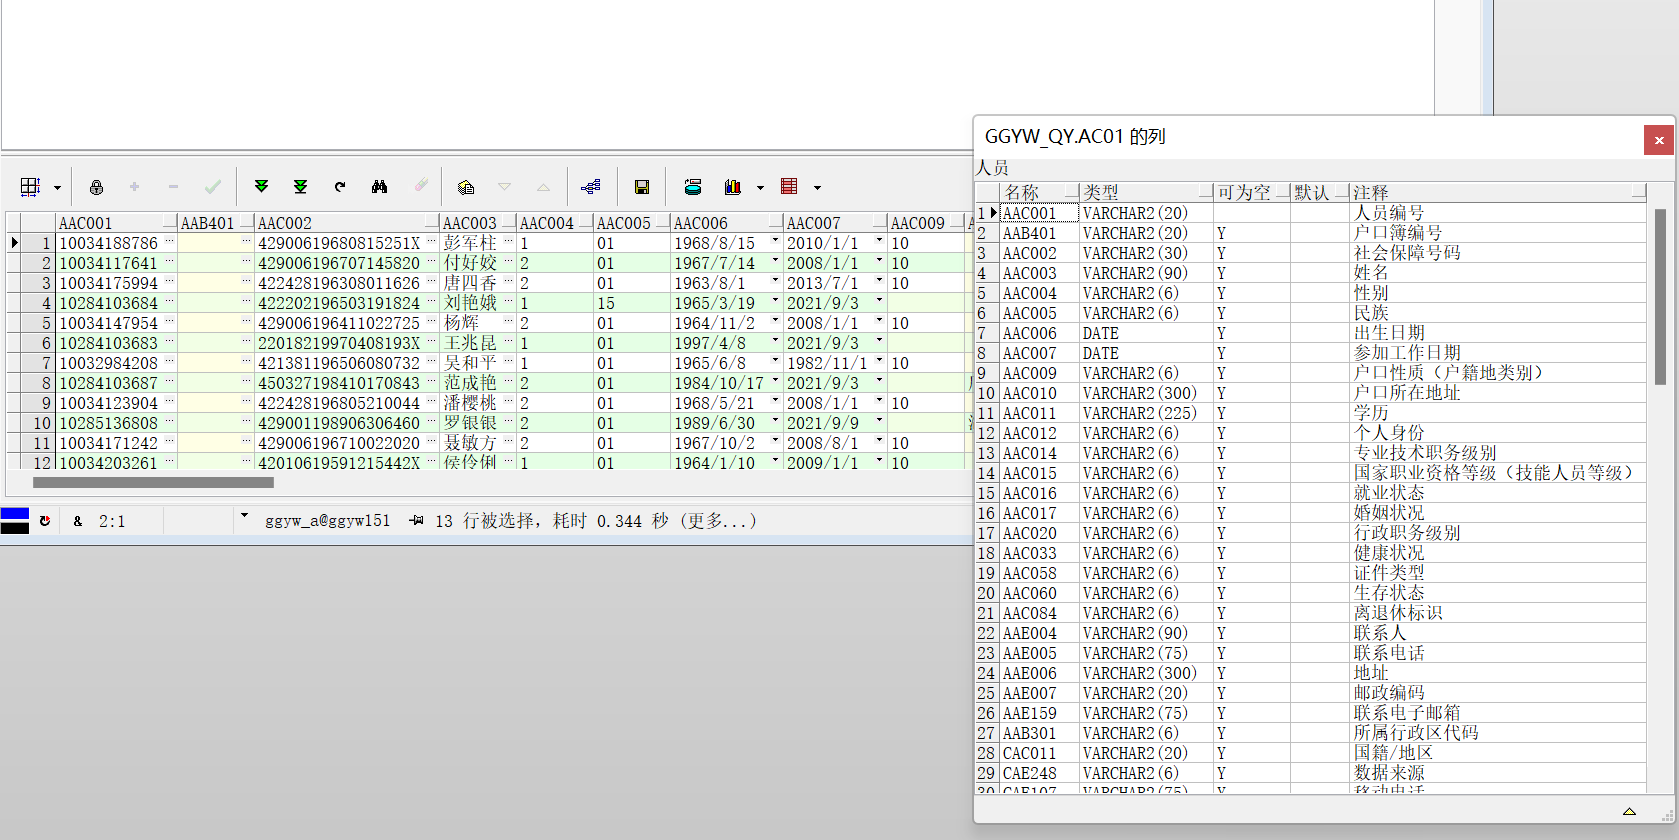 AAC001 AAB401 AAC002 AAC003 AAC004 AAC005 AAC006 AAC007 AAC009
1 10034188786 ··· ··· 42900619680815251X ··· 彭军柱 ··· 1 01 1968/8/15 2010/1/1 10
2 10034117641 ··· ··· 429006196707145820 ··· 付好姣 ··· 2 01 1967/7/14 2008/1/1 10
3 10034175994 ··· ··· 422428196308011626 ··· 唐四香 ··· 2 01 1963/8/1 2013/7/1 10
4 10284103684 ··· ··· 422202196503191824 ··· 刘艳娥 ··· 1 15 1965/3/19 2021/9/3
5 10034147954 ··· ··· 429006196411022725 ··· 杨辉 ··· 2 01 1964/11/2 2008/1/1 10
6 10284103683 ··· ··· 22018219970408193X ··· 王兆昆 ··· 1 01 1997/4/8 2021/9/3
7 10032984208 ··· ··· 421381196506080732 ··· 吴和平 ··· 1 01 1965/6/8 1982/11/1 10
8 10284103687 ··· ··· 450327198410170843 ··· 范成艳 ··· 2 01 1984/10/17 2021/9/3
9 10034123904 ··· ··· 422428196805210044 ··· 潘樱桃 ··· 2 01 1968/5/21 2008/1/1 10
10 10285136808 ··· ··· 429001198906306460 ··· 罗银银 ··· 2 01 1989/6/30 2021/9/9
11 10034171242 ··· ··· 429006196710022020 ··· 聂敏方 ··· 2 01 1967/10/2 2008/8/1 10
12 10034203261 ··· ··· 42010619591215442X ··· 侯伶俐 ··· 1 01 1964/1/10 2009/1/1 10
& 2:1 ggyw_a@ggyw151 13 行被选择, 耗时 0.344 秒 (更多...)
GGYW_QY.AC01 的列
人员
名称 类型 可为空 默认 注释
1 AAC001 VARCHAR2(20) 人员编号
2 AAB401 VARCHAR2(20) Y 户口簿编号
3 AAC002 VARCHAR2(30) Y 社会保障号码
4 AAC003 VARCHAR2(90) Y 姓名
5 AAC004 VARCHAR2(6) Y 性别
6 AAC005 VARCHAR2(6) Y 民族
7 AAC006 DATE Y 出生日期
8 AAC007 DATE Y 参加工作日期
9 AAC009 VARCHAR2(6) Y 户口性质（户籍地类别）
10 AAC010 VARCHAR2(300) Y 户口所在地址
11 AAC011 VARCHAR2(225) Y 学历
12 AAC012 VARCHAR2(6) Y 个人身份
13 AAC014 VARCHAR2(6) Y 专业技术职务级别
14 AAC015 VARCHAR2(6) Y 国家职业资格等级（技能人员等级）
15 AAC016 VARCHAR2(6) Y 就业状态
16 AAC017 VARCHAR2(6) Y 婚姻状况
17 AAC020 VARCHAR2(6) Y 行政职务级别
18 AAC033 VARCHAR2(6) Y 健康状况
19 AAC058 VARCHAR2(6) Y 证件类型
20 AAC060 VARCHAR2(6) Y 生存状态
21 AAC084 VARCHAR2(6) Y 离退休标识
22 AAE004 VARCHAR2(90) Y 联系人
23 AAE005 VARCHAR2(75) Y 联系电话
24 AAE006 VARCHAR2(300) Y 地址
25 AAE007 VARCHAR2(20) Y 邮政编码
26 AAE159 VARCHAR2(75) Y 联系电子邮箱
27 AAB301 VARCHAR2(6) Y 所属行政区代码
28 CAC011 VARCHAR2(20) Y 国籍/地区
29 CAE248 VARCHAR2(6) Y 数据来源
30 CAE107 VARCHAR2(75) Y 移动电话